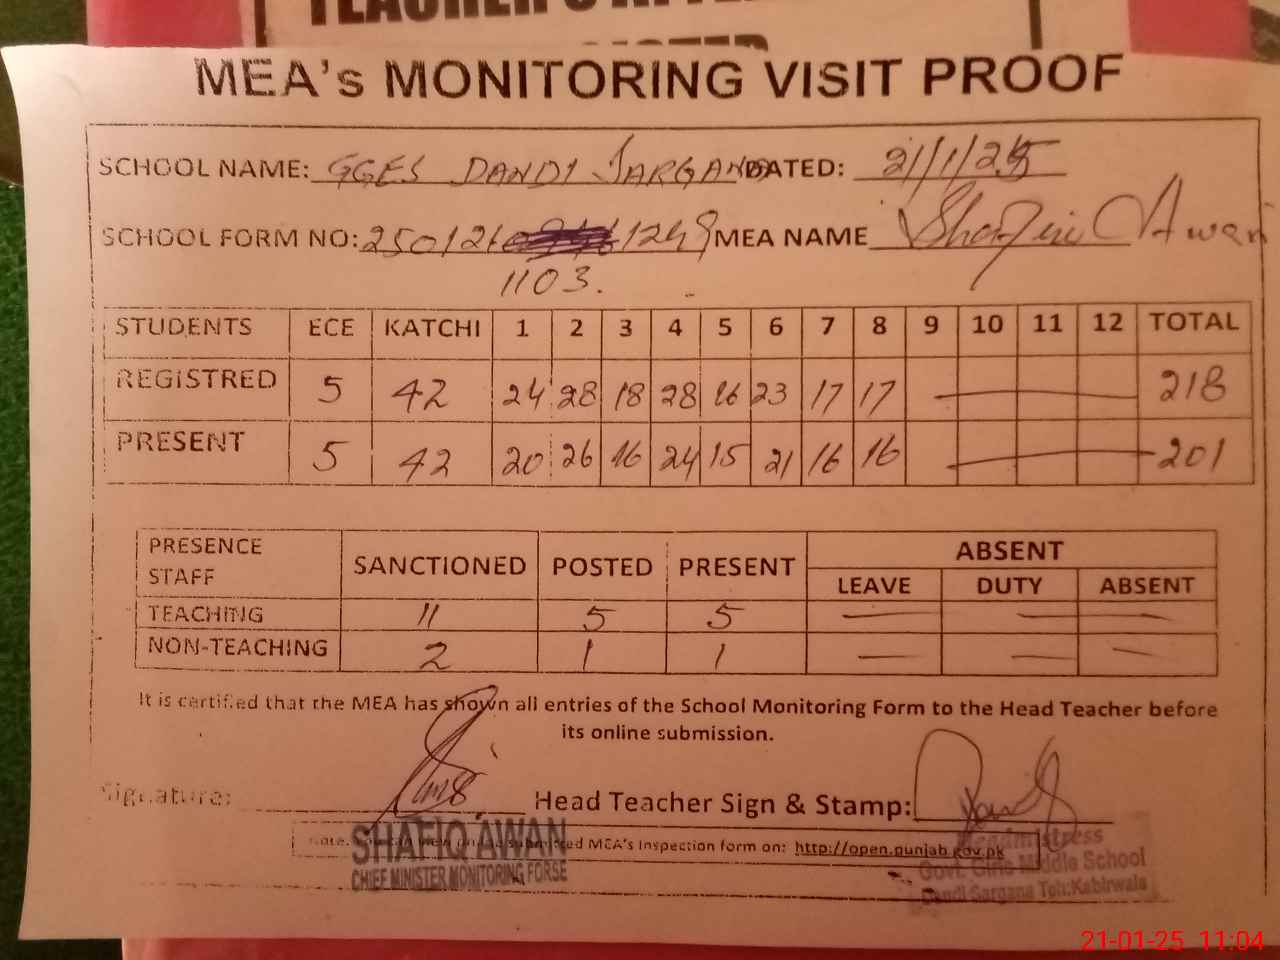 MEA's MONITORING VISIT PROOF
SCHOOL NAME: GGES DANDI SARGANA DATED: 21/1/25
SCHOOL FORM NO: 250126 1249 MEA NAME Shafiq Awan
1103.
STUDENTS ECE KATCHI 1 2 3 4 5 6 7 8 9 10 11 12 TOTAL
REGISTRED 5 42 24 28 18 28 16 23 17 17 218
PRESENT 5 42 20 26 16 24 15 21 16 16 201
PRESENCE STAFF SANCTIONED POSTED PRESENT ABSENT
LEAVE DUTY ABSENT
TEACHING 11 5 5 — — —
NON-TEACHING 2 1 1 — — —
It is certified that the MEA has shown all entries of the School Monitoring Form to the Head Teacher before
its online submission.
Signature: Head Teacher Sign & Stamp:
SHAFIQ AWAN
CHIEF MINISTER MONITORING FORSE
Note. submitted MEA's Inspection form on: http://open.punjab.gov.pk
Headmistress
Govt. Girls Middle School
Dandi Sargana Teh:Kabirwala
21-01-25 11:04